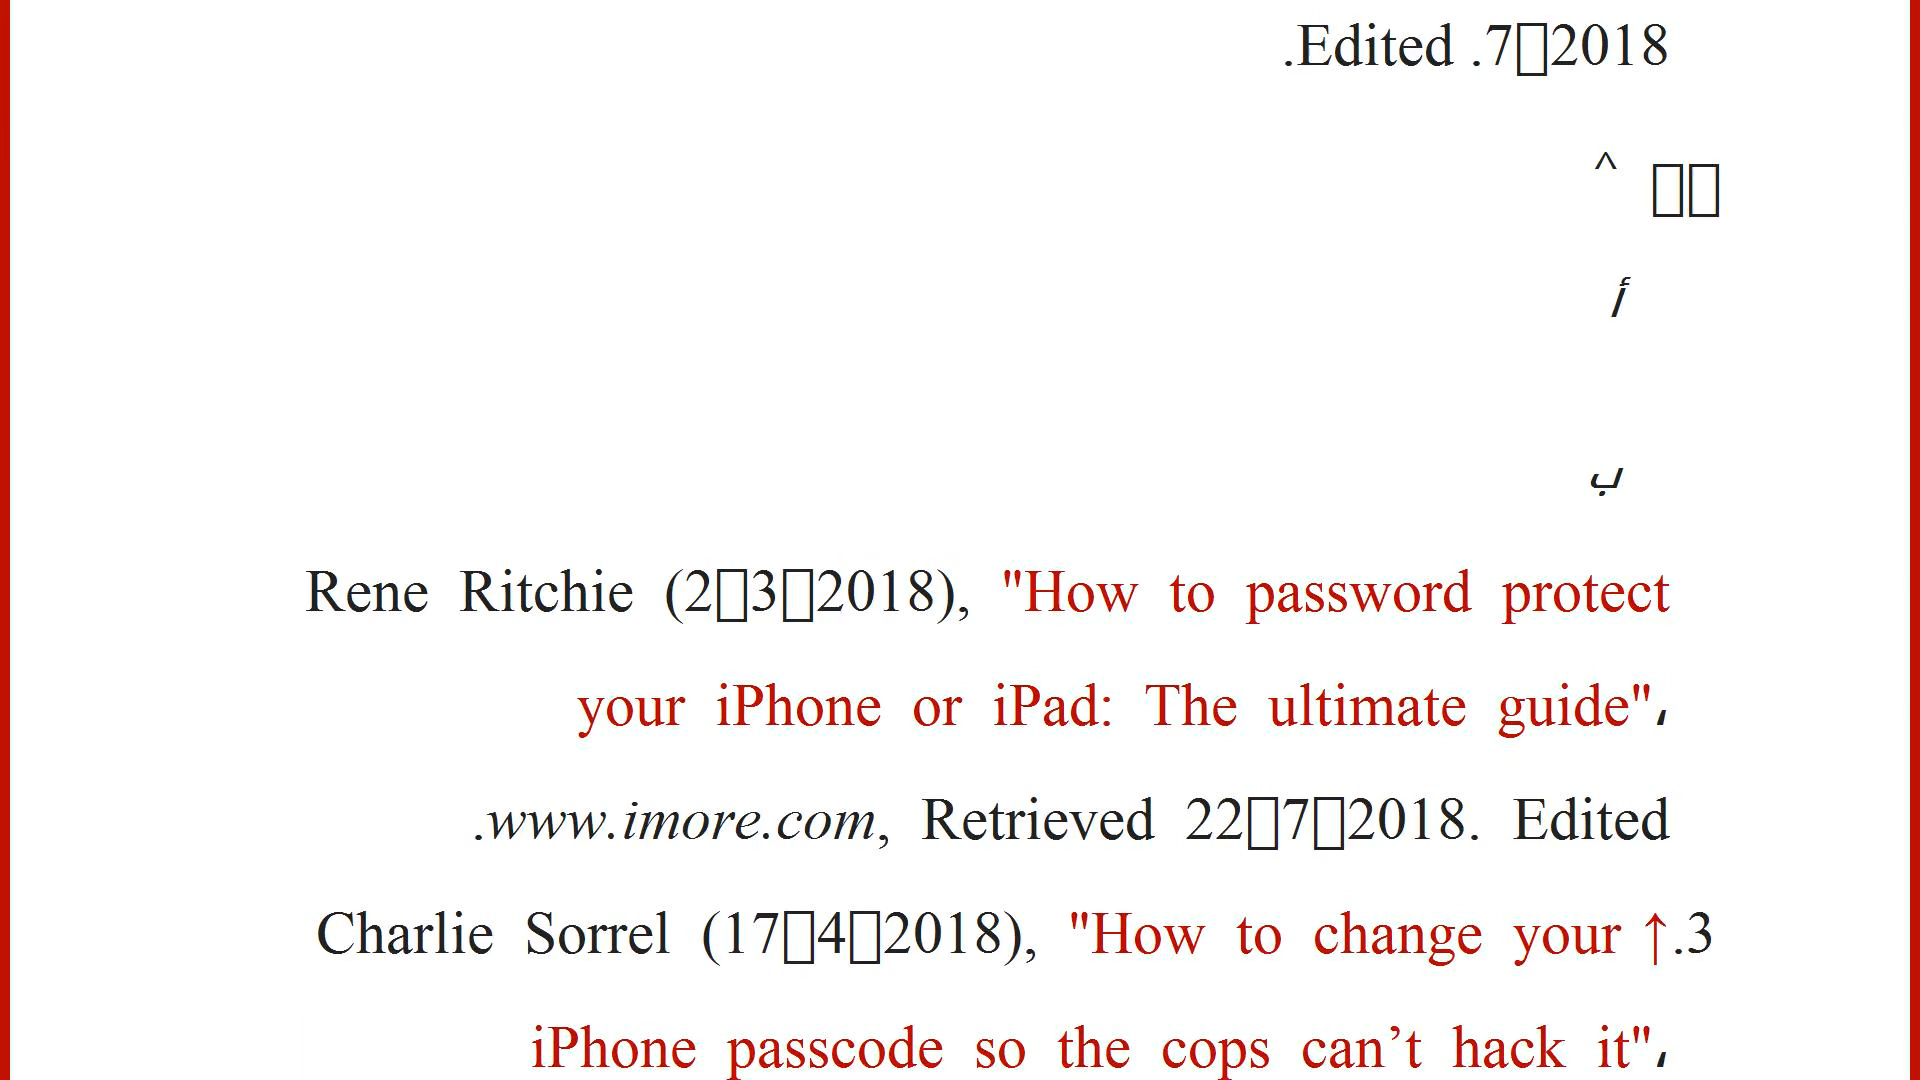 .Edited .7▯2018
^ ▯▯
أ
ب
Rene Ritchie (2▯3▯2018), "How to password protect
your iPhone or iPad: The ultimate guide"،
.www.imore.com, Retrieved 22▯7▯2018. Edited
Charlie Sorrel (17▯4▯2018), "How to change your ↑.3
iPhone passcode so the cops can’t hack it"،